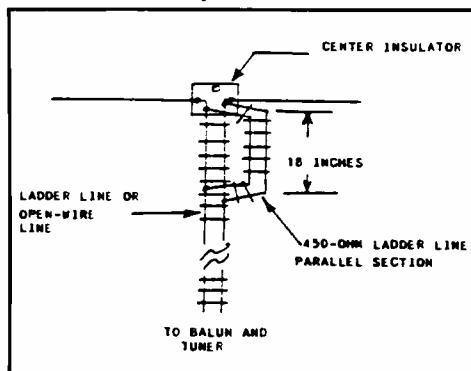 CENTER INSULATOR
18 INCHES
LADDER LINE OR
OPEN-WIRE
LINE
450-OHM LADDER LINE
PARALLEL SECTION
TO BALUN AND
TUNER